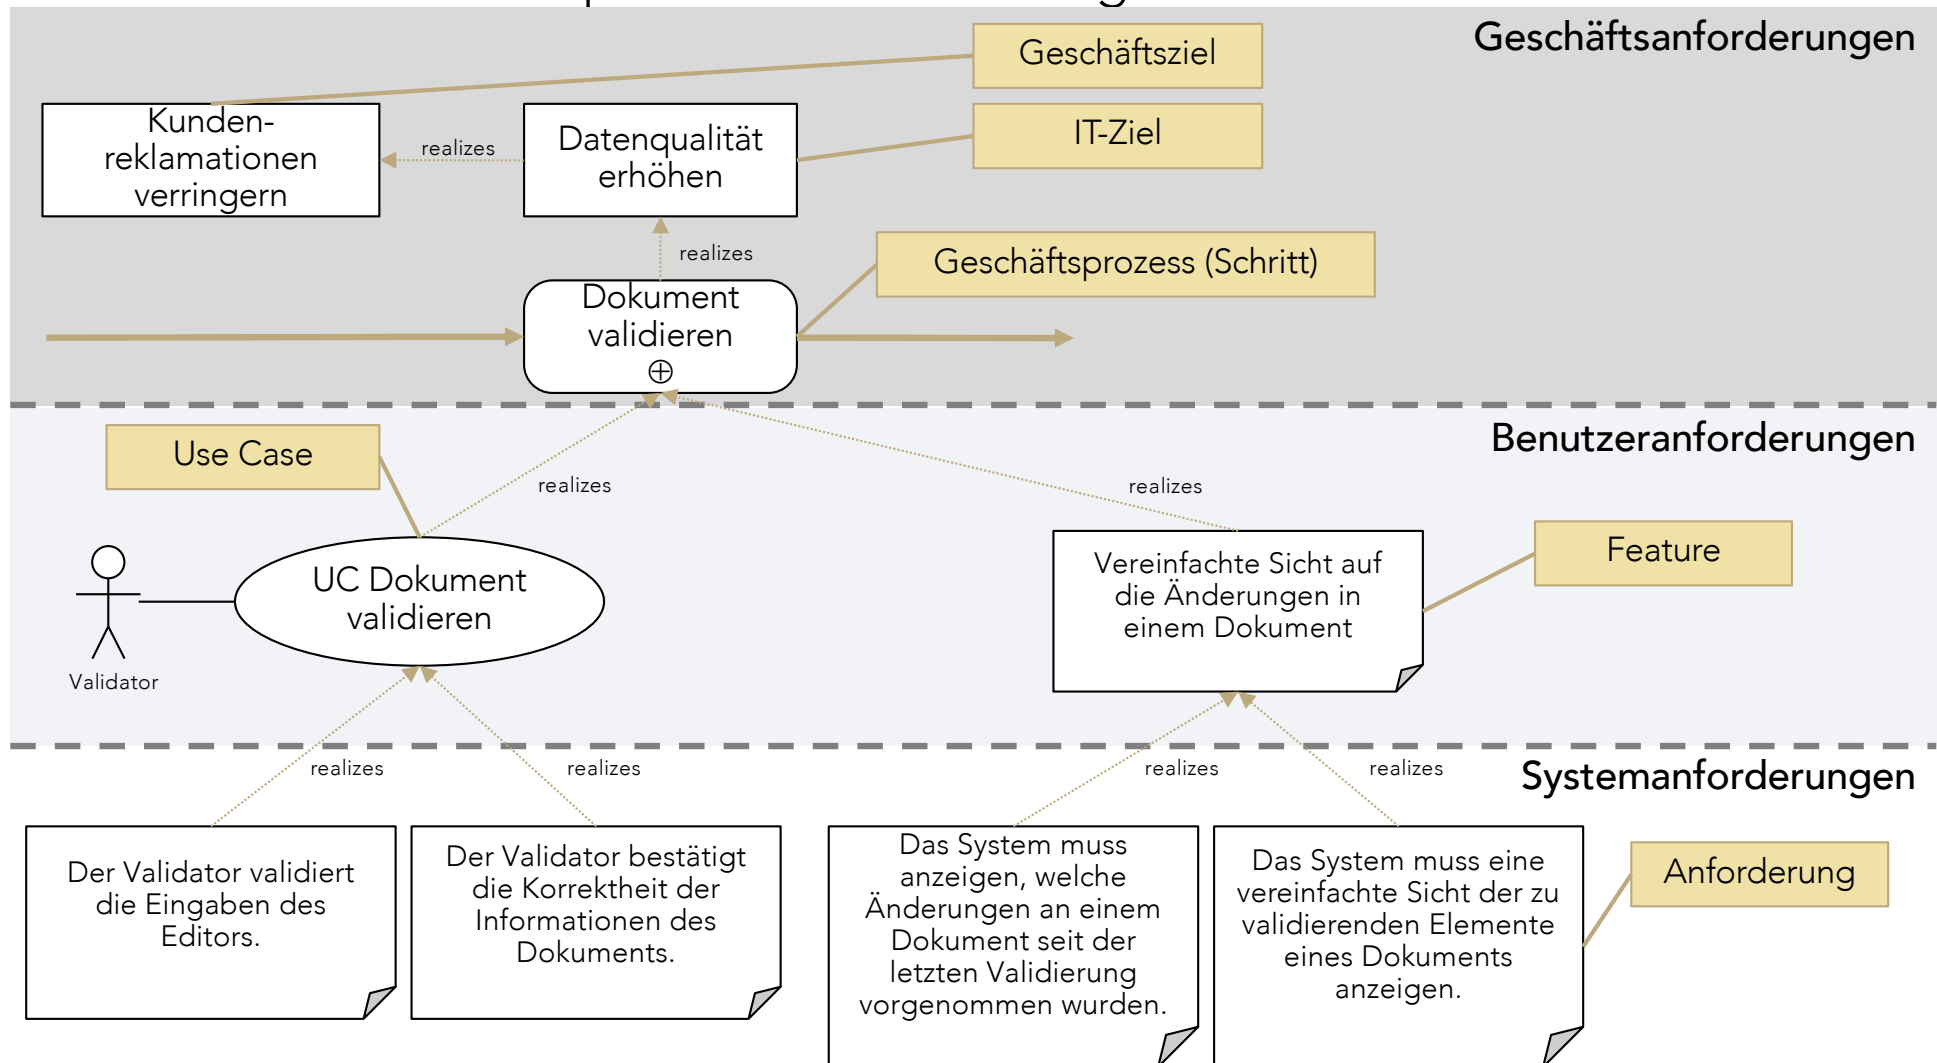 Geschäftsanforderungen
Geschäftsziel
Kunden-
reklamationen
verringern
realizes
Datenqualität
erhöhen
IT-Ziel
realizes
Geschäftsprozess (Schritt)
Dokument
validieren
Benutzeranforderungen
Use Case
realizes
realizes
UC Dokument
validieren
Validator
Vereinfachte Sicht auf
die Änderungen in
einem Dokument
Feature
Systemanforderungen
realizes
realizes
realizes
realizes
Der Validator validiert
die Eingaben des
Editors.
Der Validator bestätigt
die Korrektheit der
Informationen des
Dokuments.
Das System muss
anzeigen, welche
Änderungen an einem
Dokument seit der
letzten Validierung
vorgenommen wurden.
Das System muss eine
vereinfachte Sicht der zu
validierenden Elemente
eines Dokuments
anzeigen.
Anforderung